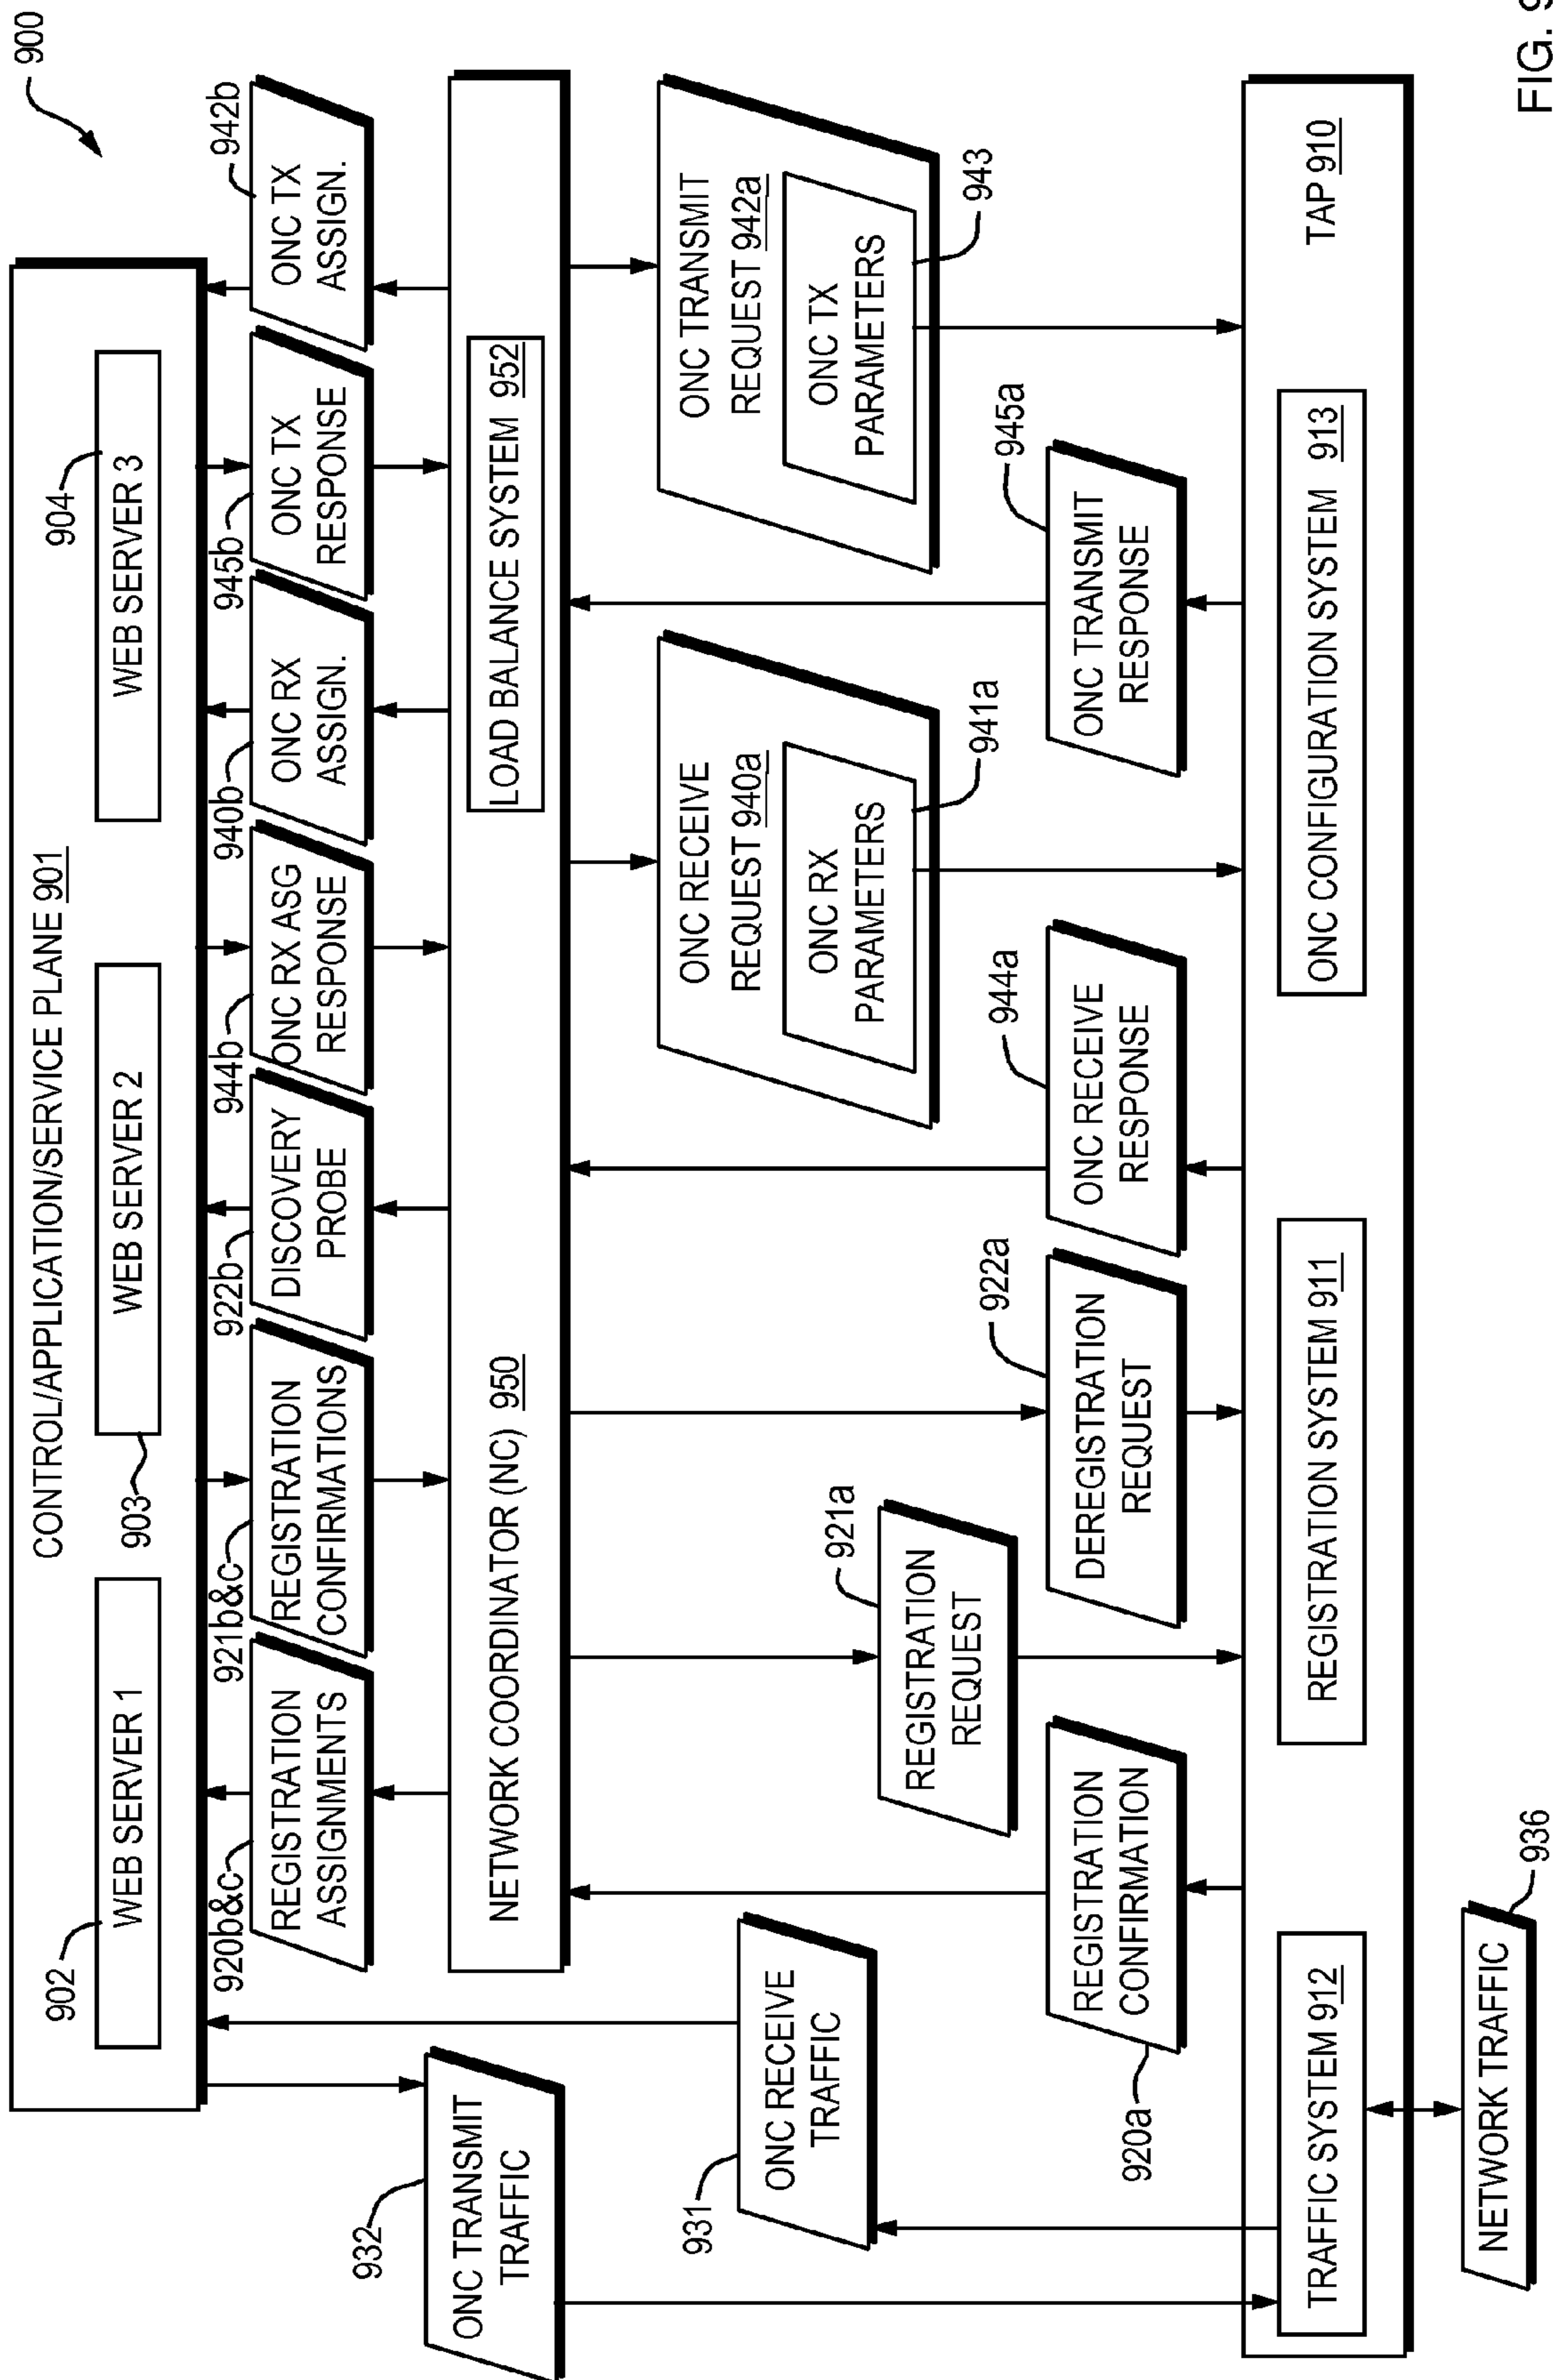 900
CONTROL/APPLICATION/SERVICE PLANE 901
902
WEB SERVER 1
903
WEB SERVER 2
904
WEB SERVER 3
920b&c
REGISTRATION
ASSIGNMENTS
921b&c
REGISTRATION
CONFIRMATIONS
922b
DISCOVERY
PROBE
944b
ONC RX ASG
RESPONSE
940b
ONC RX
ASSIGN.
945b
ONC TX
RESPONSE
942b
ONC TX
ASSIGN.
NETWORK COORDINATOR (NC) 950
LOAD BALANCE SYSTEM 952
932
ONC TRANSMIT
TRAFFIC
931
ONC RECEIVE
TRAFFIC
920a
REGISTRATION
CONFIRMATION
921a
REGISTRATION
REQUEST
922a
DEREGISTRATION
REQUEST
944a
ONC RECEIVE
RESPONSE
ONC RECEIVE
REQUEST 940a
ONC RX
PARAMETERS
941a
945a
ONC TRANSMIT
RESPONSE
ONC TRANSMIT
REQUEST 942a
ONC TX
PARAMETERS
943
TAP 910
TRAFFIC SYSTEM 912
REGISTRATION SYSTEM 911
ONC CONFIGURATION SYSTEM 913
NETWORK TRAFFIC
936
FIG. 9